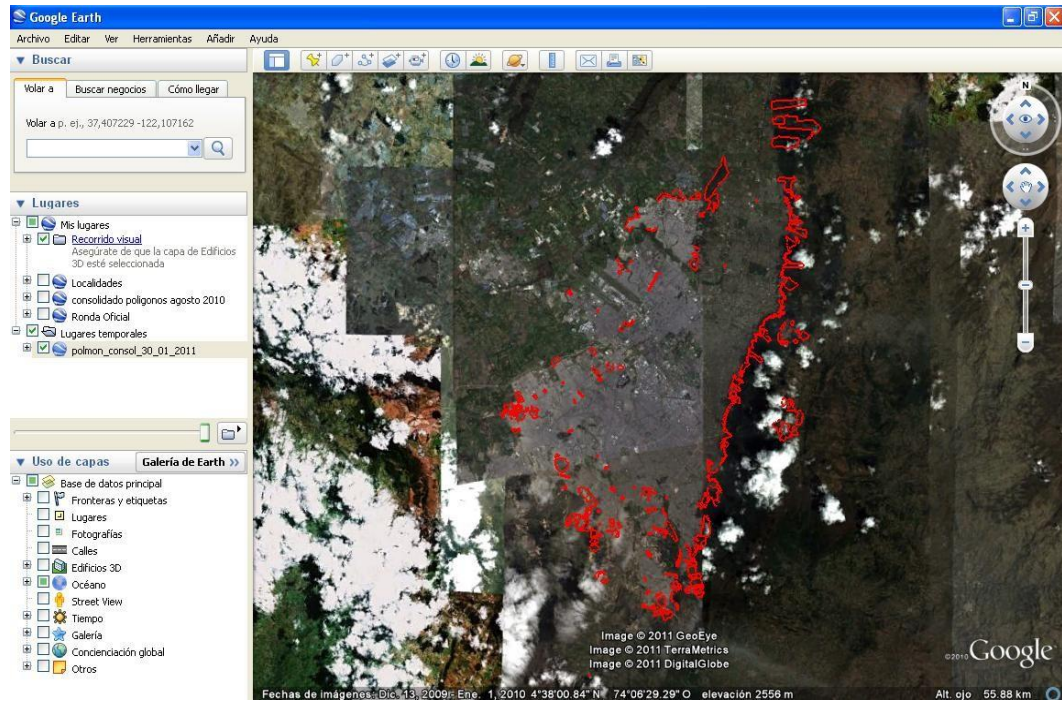 Google Earth
Archivo Editar Ver Herramientas Añadir Ayuda
Buscar
Volar a Buscar negocios Cómo llegar
Volar a p. ej., 37,407229 -122,107162
Lugares
Mis lugares
Recorrido visual
Asegúrate de que la capa de Edificios
3D esté seleccionada
Localidades
consolidado poligonos agosto 2010
Ronda Oficial
Lugares temporales
polmon_consol_30_01_2011
Uso de capas Galería de Earth >>
Base de datos principal
Fronteras y etiquetas
Lugares
Fotografías
Calles
Edificios 3D
Océano
Street View
Tiempo
Galería
Concienciación global
Otros
N
Image © 2011 GeoEye
Image © 2011 TerraMetrics
Image © 2011 DigitalGlobe
©2010 Google
Fechas de imágenes: Dic. 13, 2009 - Ene. 1, 2010 4°38'00.84" N 74°06'29.29" O elevación 2556 m Alt. ojo 55.88 km